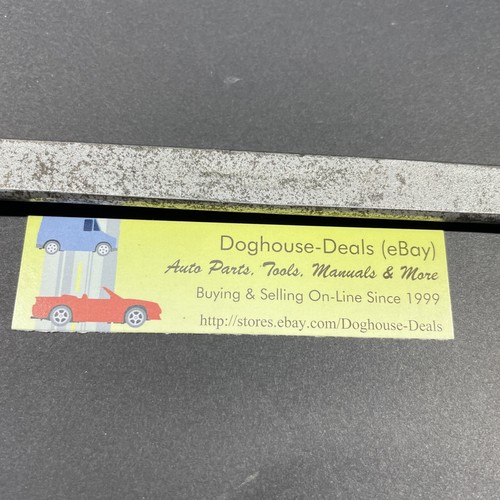 Doghouse-Deals (eBay)
Auto Parts, Tools, Manuals & More
Buying & Selling On-Line Since 1999
http://stores.ebay.com/Doghouse-Deals